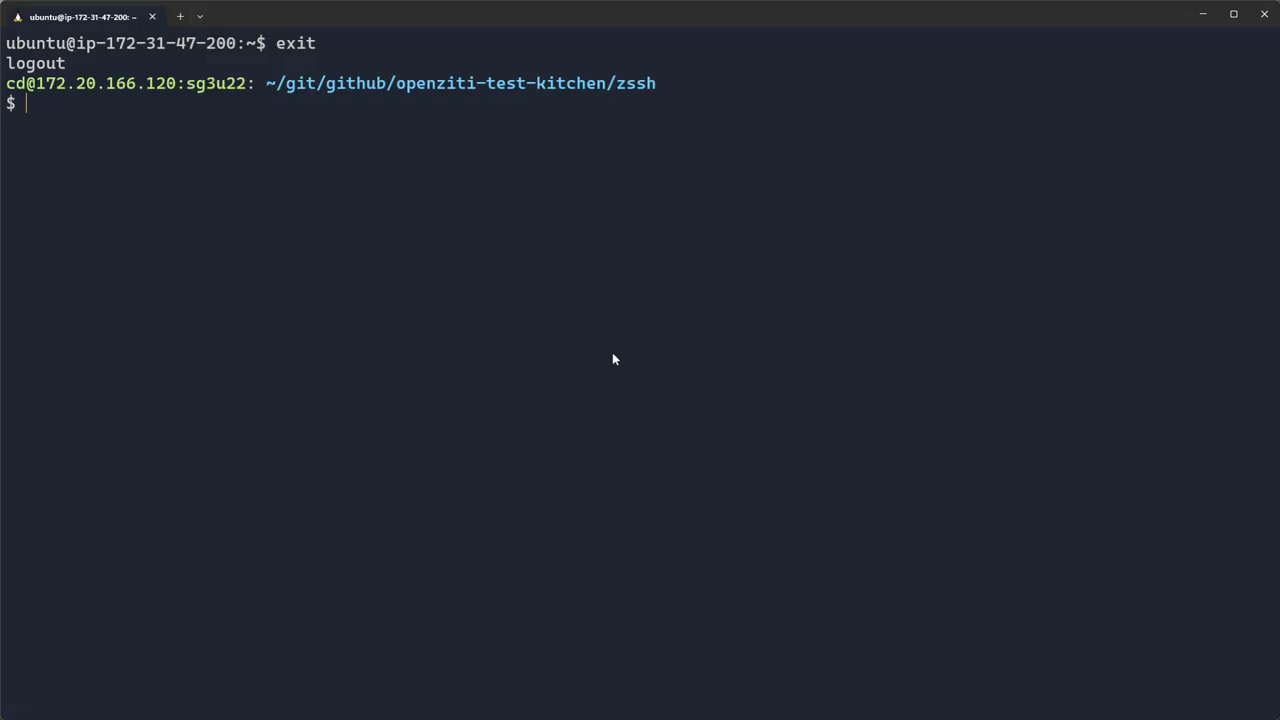 ubuntu@ip-172-31-47-200: ~
ubuntu@ip-172-31-47-200:~$ exit
logout
cd@172.20.166.120:sg3u22: ~/git/github/openziti-test-kitchen/zssh
$